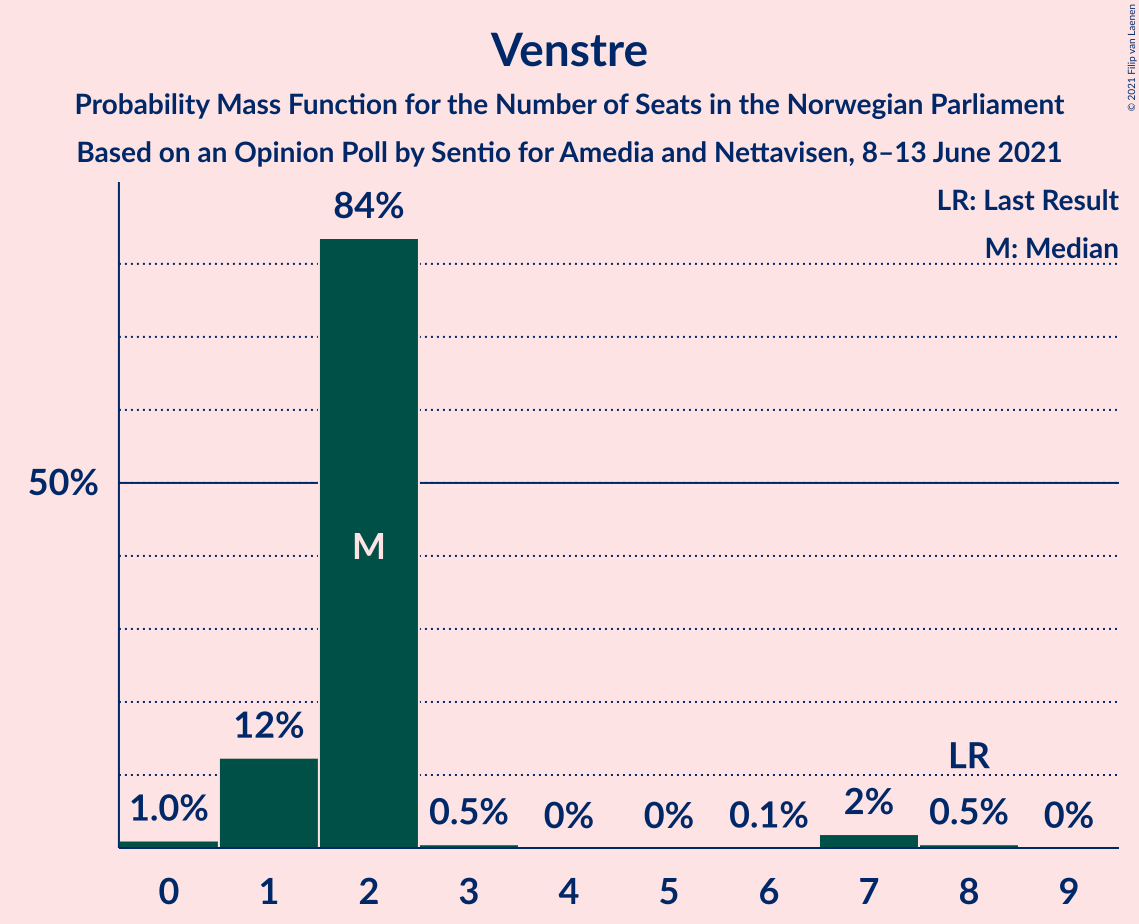 Venstre
Probability Mass Function for the Number of Seats in the Norwegian Parliament
Based on an Opinion Poll by Sentio for Amedia and Nettavisen, 8–13 June 2021
© 2021 Filip van Laenen
LR: Last Result
M: Median
84%
50%
M
12%
LR
1.0%
0.5%
0%
0%
0.1%
2%
0.5%
0%
0 1 2 3 4 5 6 7 8 9